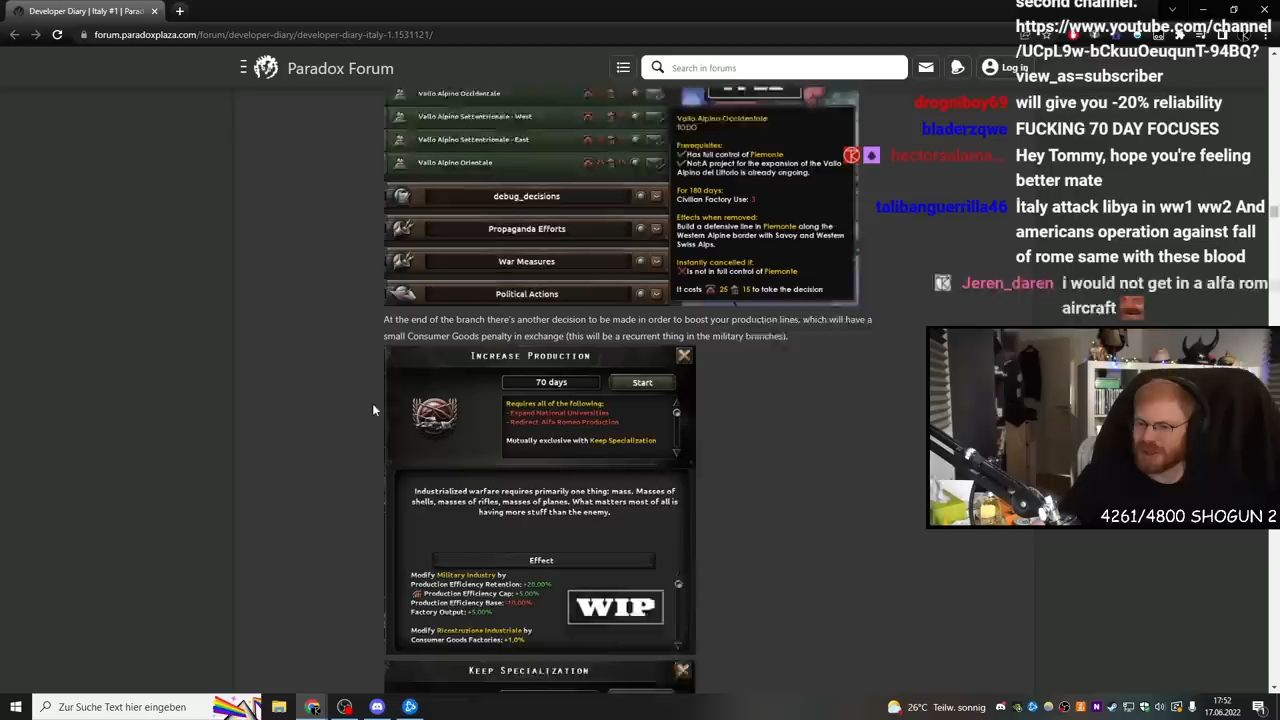 Developer Diary | Italy #1 | Parad
forum.paradoxplaza.com/forum/developer-diary/developer-diary-italy-1.1531121/
Paradox Forum
Search in forums
Log in
Vallo Alpino Occidentale
Vallo Alpino Settentrionale - West
Vallo Alpino Settentrionale - East
Vallo Alpino Orientale
debug_decisions
Propaganda Efforts
War Measures
Political Actions
Vallo Alpino Occidentale
Prerequisites:
Has full control of Piemonte
Not: A project for the expansion of the Vallo
Alpino del Littorio is already ongoing.
For 180 days:
Civilian Factory Use: 3
Effects when removed:
Build a defensive line in Piemonte along the
Western Alpine border with Savoy and Western
Swiss Alps.
Instantly cancelled if:
is not in full control of Piemonte
It costs 25 15 to take the decision
At the end of the branch there's another decision to be made in order to boost your production lines, which will have a
small Consumer Goods penalty in exchange (this will be a recurrent thing in the military branches).
INCREASE PRODUCTION
70 days
Start
Requires all of the following:
- Expand National Universities
- Redirect Alfa Romeo Production
Mutually exclusive with Keep Specialization
Industrialized warfare requires primarily one thing: mass. Masses of
shells, masses of rifles, masses of planes. What matters most of all is
having more stuff than the enemy.
Effect
Modify Military Industry by
Production Efficiency Retention: +20.00%
Production Efficiency Cap: +5.00%
Production Efficiency Base: -10.00%
Factory Output: +5.00%
WIP
Modify Ricostruzione Industriale by
Consumer Goods Factories: +1.0%
KEEP SPECIALIZATION
second channel:
https://www.youtube.com/channel
/UCpL9w-bCkuuOeuqunT-94BQ?
view_as=subscriber
drogniboy69 will give you -20% reliability
bladerzqwe FUCKING 70 DAY FOCUSES
hectorsulama... Hey Tommy, hope you're feeling
better mate
talibanguerrilla46 İtaly attack libya in ww1 ww2 And
americans operation against fall
of rome same with these blood
Jeren_daren i would not get in a alfa rom
aircraft
4261/4800 SHOGUN 2
Zur Suche Text hier eingeben
26°C Teilw. sonnig
17:52
17.06.2022